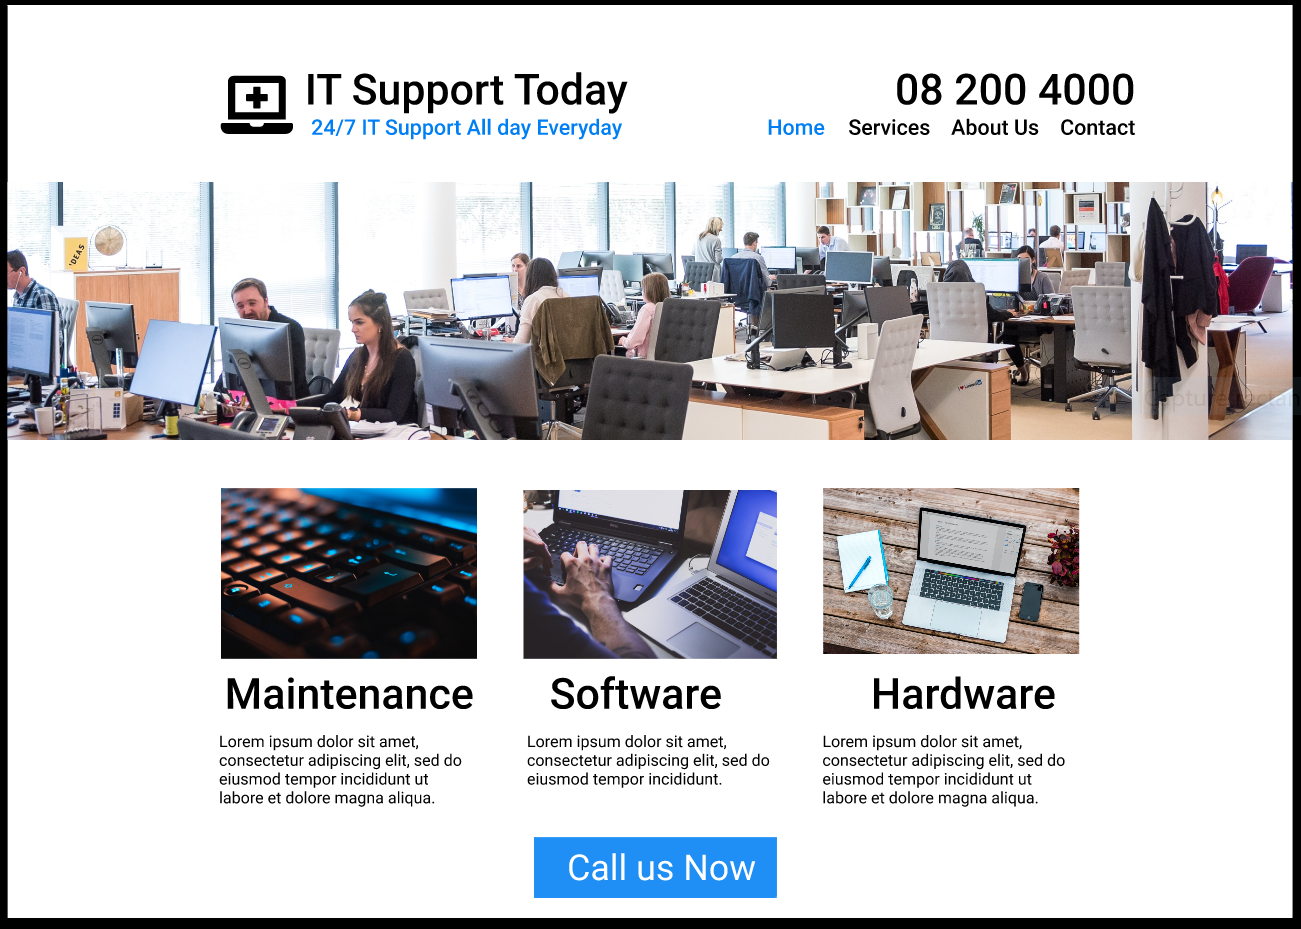 IT Support Today
24/7 IT Support All day Everyday
08 200 4000
Home Services About Us Contact
IDEAS
Maintenance
Lorem ipsum dolor sit amet,
consectetur adipiscing elit, sed do
eiusmod tempor incididunt ut
labore et dolore magna aliqua.
Software
Lorem ipsum dolor sit amet,
consectetur adipiscing elit, sed do
eiusmod tempor incididunt.
Hardware
Lorem ipsum dolor sit amet,
consectetur adipiscing elit, sed do
eiusmod tempor incididunt ut
labore et dolore magna aliqua.
Call us Now